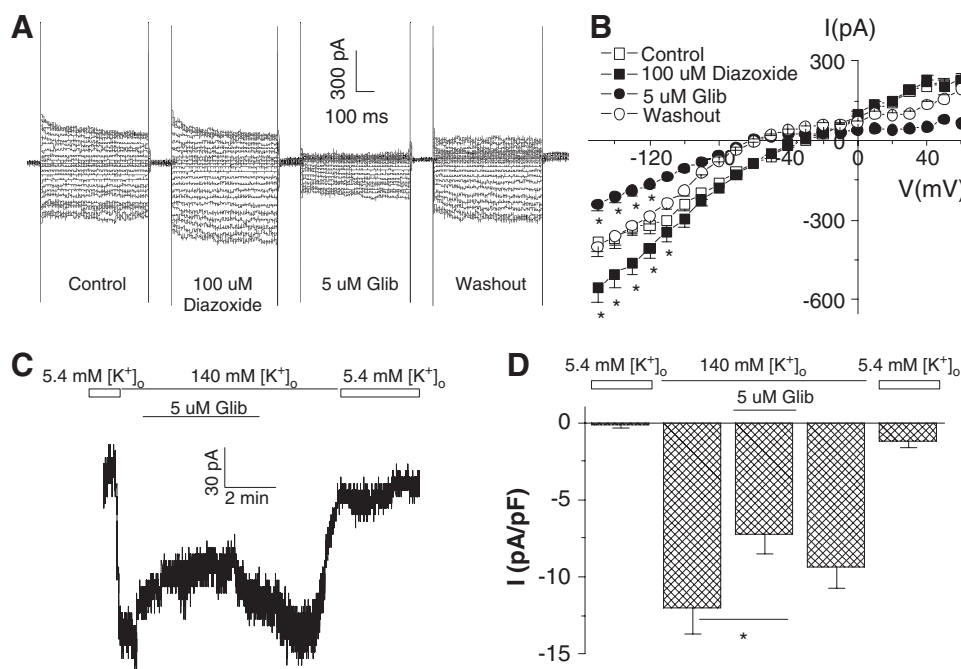 A
300 pA
100 ms
Control
100 uM
Diazoxide
5 uM Glib
Washout
B
I(pA)
Control
100 uM Diazoxide
5 uM Glib
Washout
300
0
-300
-600
-120
-80
-40
0
40
V(mV)
* * * *
* * * * *
C
5.4 mM [K+]o
140 mM [K+]o
5.4 mM [K+]o
5 uM Glib
30 pA
2 min
D
5.4 mM [K+]o
140 mM [K+]o
5.4 mM [K+]o
5 uM Glib
0
-5
-10
-15
I (pA/pF)
*